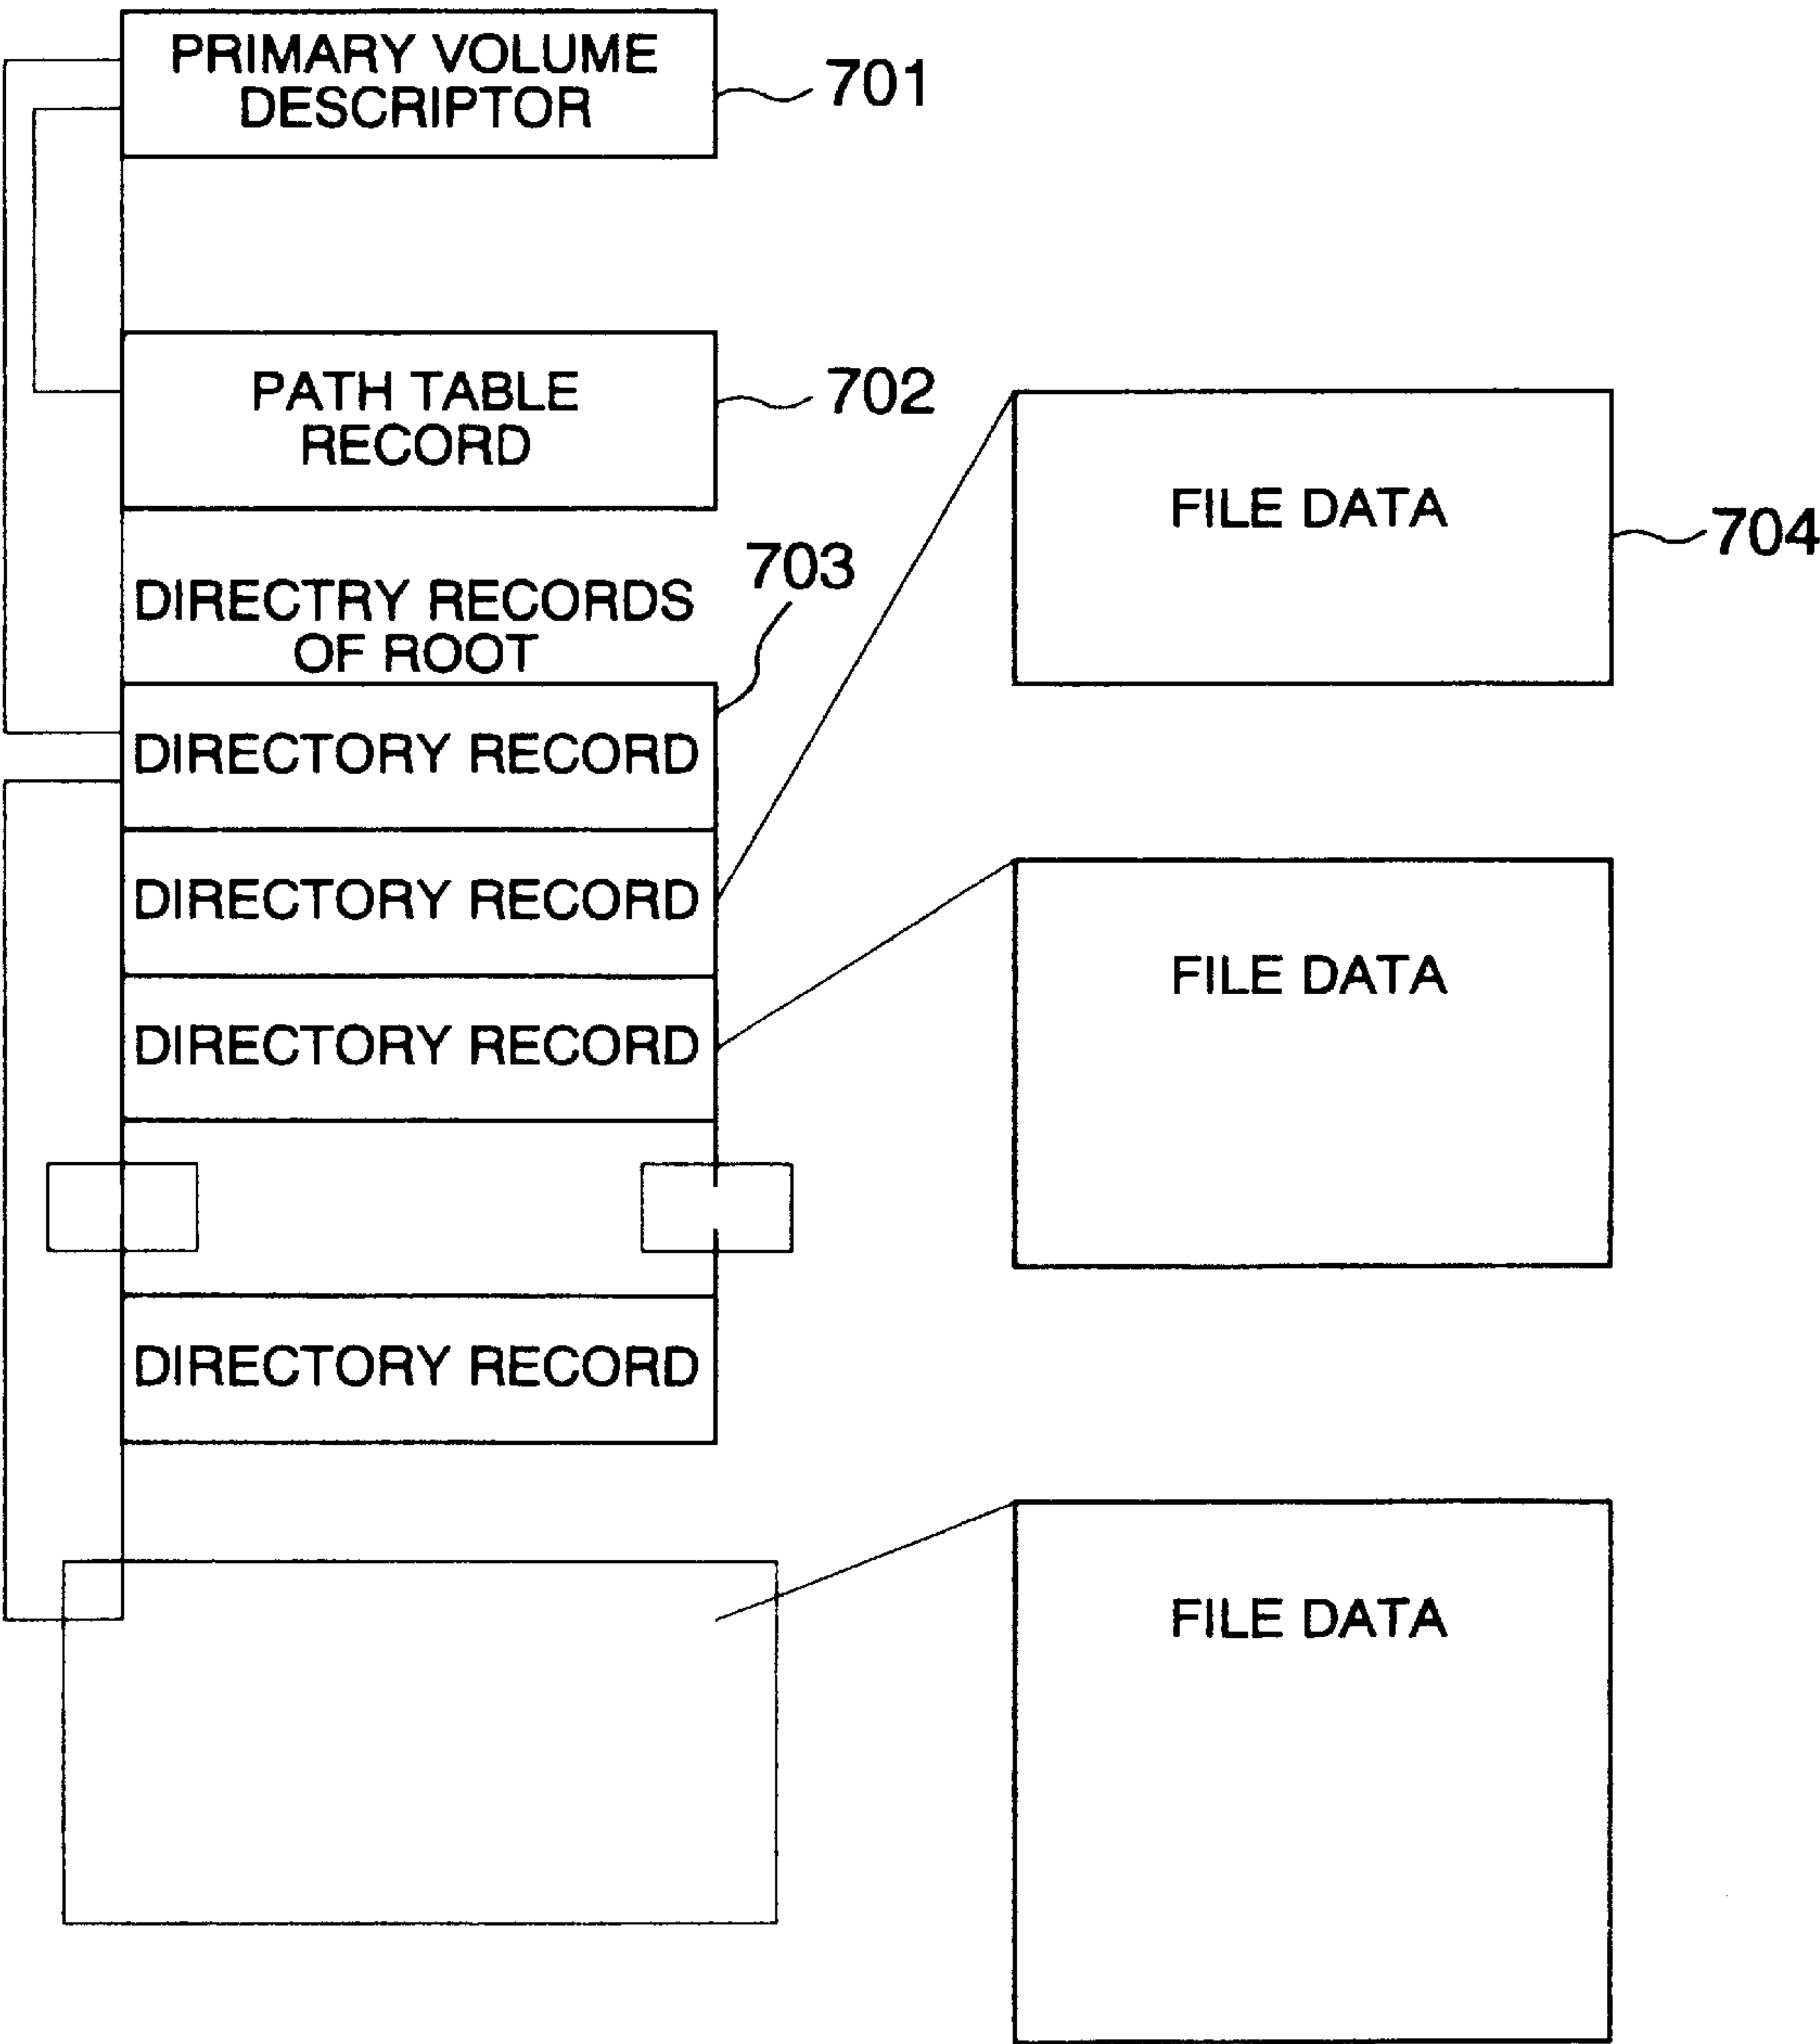 PRIMARY VOLUME
DESCRIPTOR
701
PATH TABLE
RECORD
702
FILE DATA
704
703
DIRECTRY RECORDS
OF ROOT
DIRECTORY RECORD
DIRECTORY RECORD
FILE DATA
DIRECTORY RECORD
DIRECTORY RECORD
FILE DATA